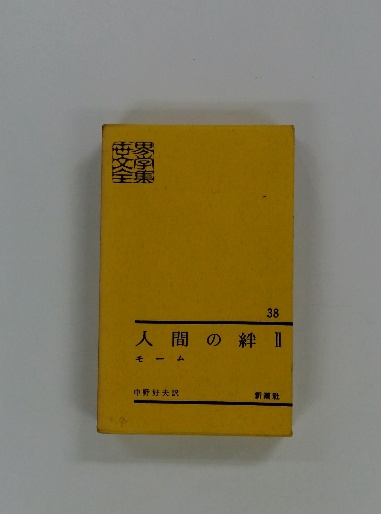 世界
文学
全集
38
人間の絆 II
モーム
中野好夫訳
新潮社